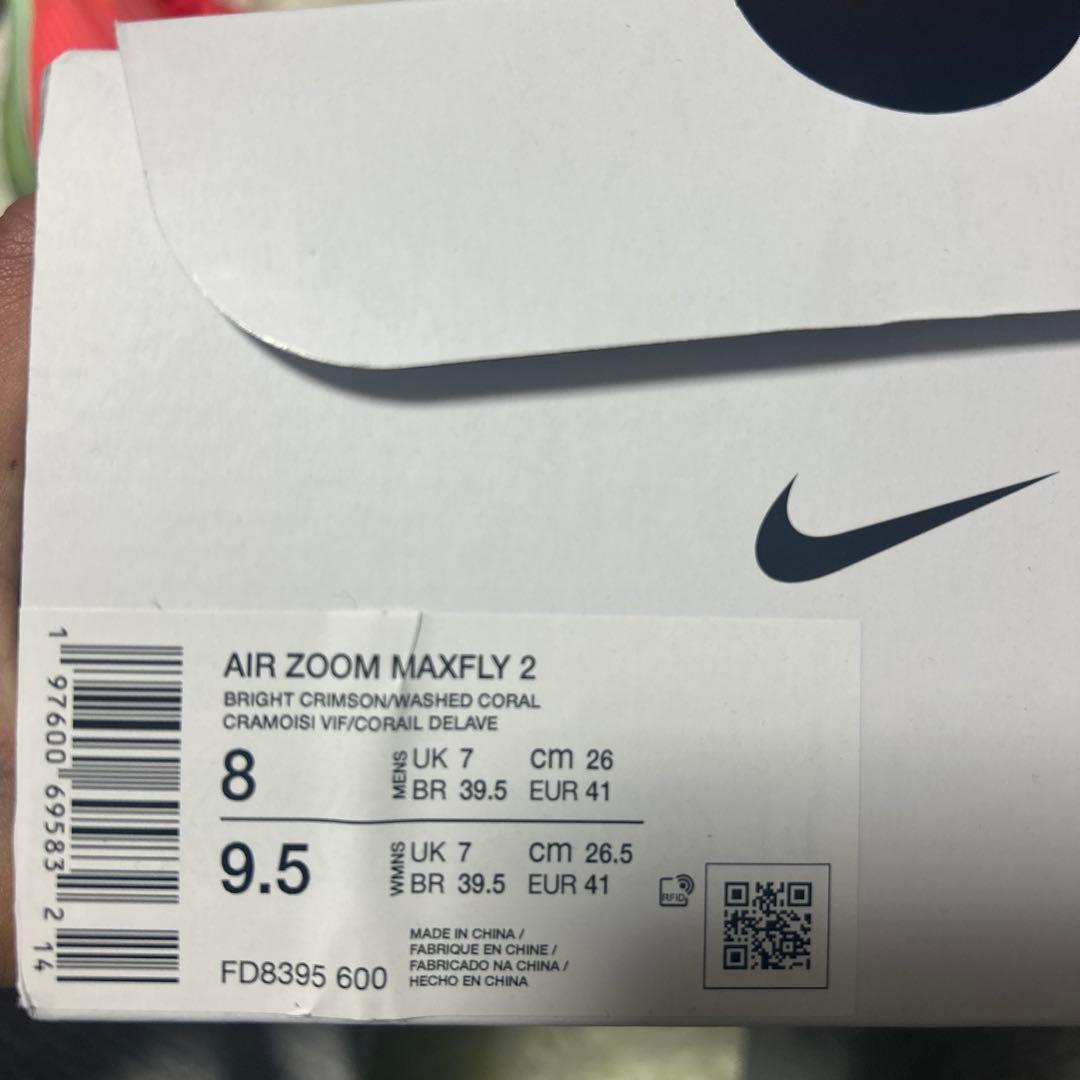 AIR ZOOM MAXFLY 2
BRIGHT CRIMSON/WASHED CORAL
CRAMOISI VIF/CORAIL DELAVE
8 MENS UK 7 CM 26
BR 39.5 EUR 41
9.5 WMNS UK 7 CM 26.5
BR 39.5 EUR 41
RFID
MADE IN CHINA /
FABRIQUE EN CHINE /
FABRICADO NA CHINA /
HECHO EN CHINA
FD8395 600
1 97600 69583 2 14